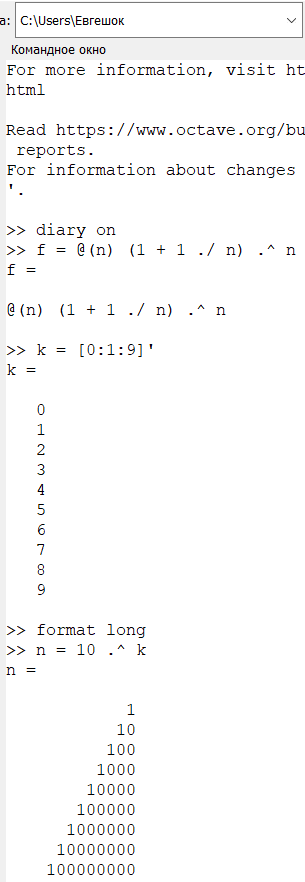 а: C:\Users\Евгешок
Командное окно
For more information, visit ht
html
Read https://www.octave.org/bu
reports.
For information about changes
'.
>> diary on
>> f = @(n) (1 + 1 ./ n) .^ n
f =
@(n) (1 + 1 ./ n) .^ n
>> k = [0:1:9]'
k =
0
1
2
3
4
5
6
7
8
9
>> format long
>> n = 10 .^ k
n =
1
10
100
1000
10000
100000
1000000
10000000
100000000